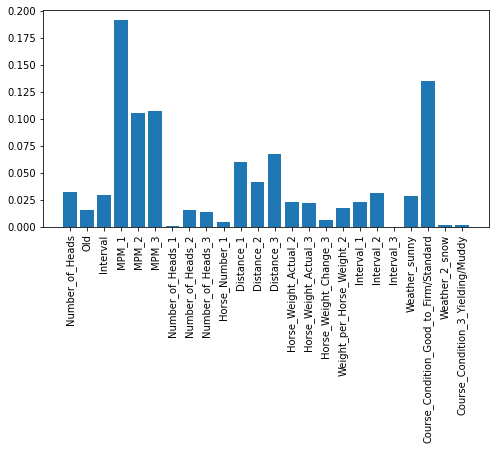 0.200
0.175
0.150
0.125
0.100
0.075
0.050
0.025
0.000
Number_of_Heads
Old
Interval
MPM_1
MPM_2
MPM_3
Number_of_Heads_1
Number_of_Heads_2
Number_of_Heads_3
Horse_Number_1
Distance_1
Distance_2
Distance_3
Horse_Weight_Actual_2
Horse_Weight_Actual_3
Horse_Weight_Change_3
Weight_per_Horse_Weight_2
Interval_1
Interval_2
Interval_3
Weather_sunny
Course_Condition_Good_to_Firm/Standard
Weather_2_snow
Course_Condition_3_Yielding/Muddy